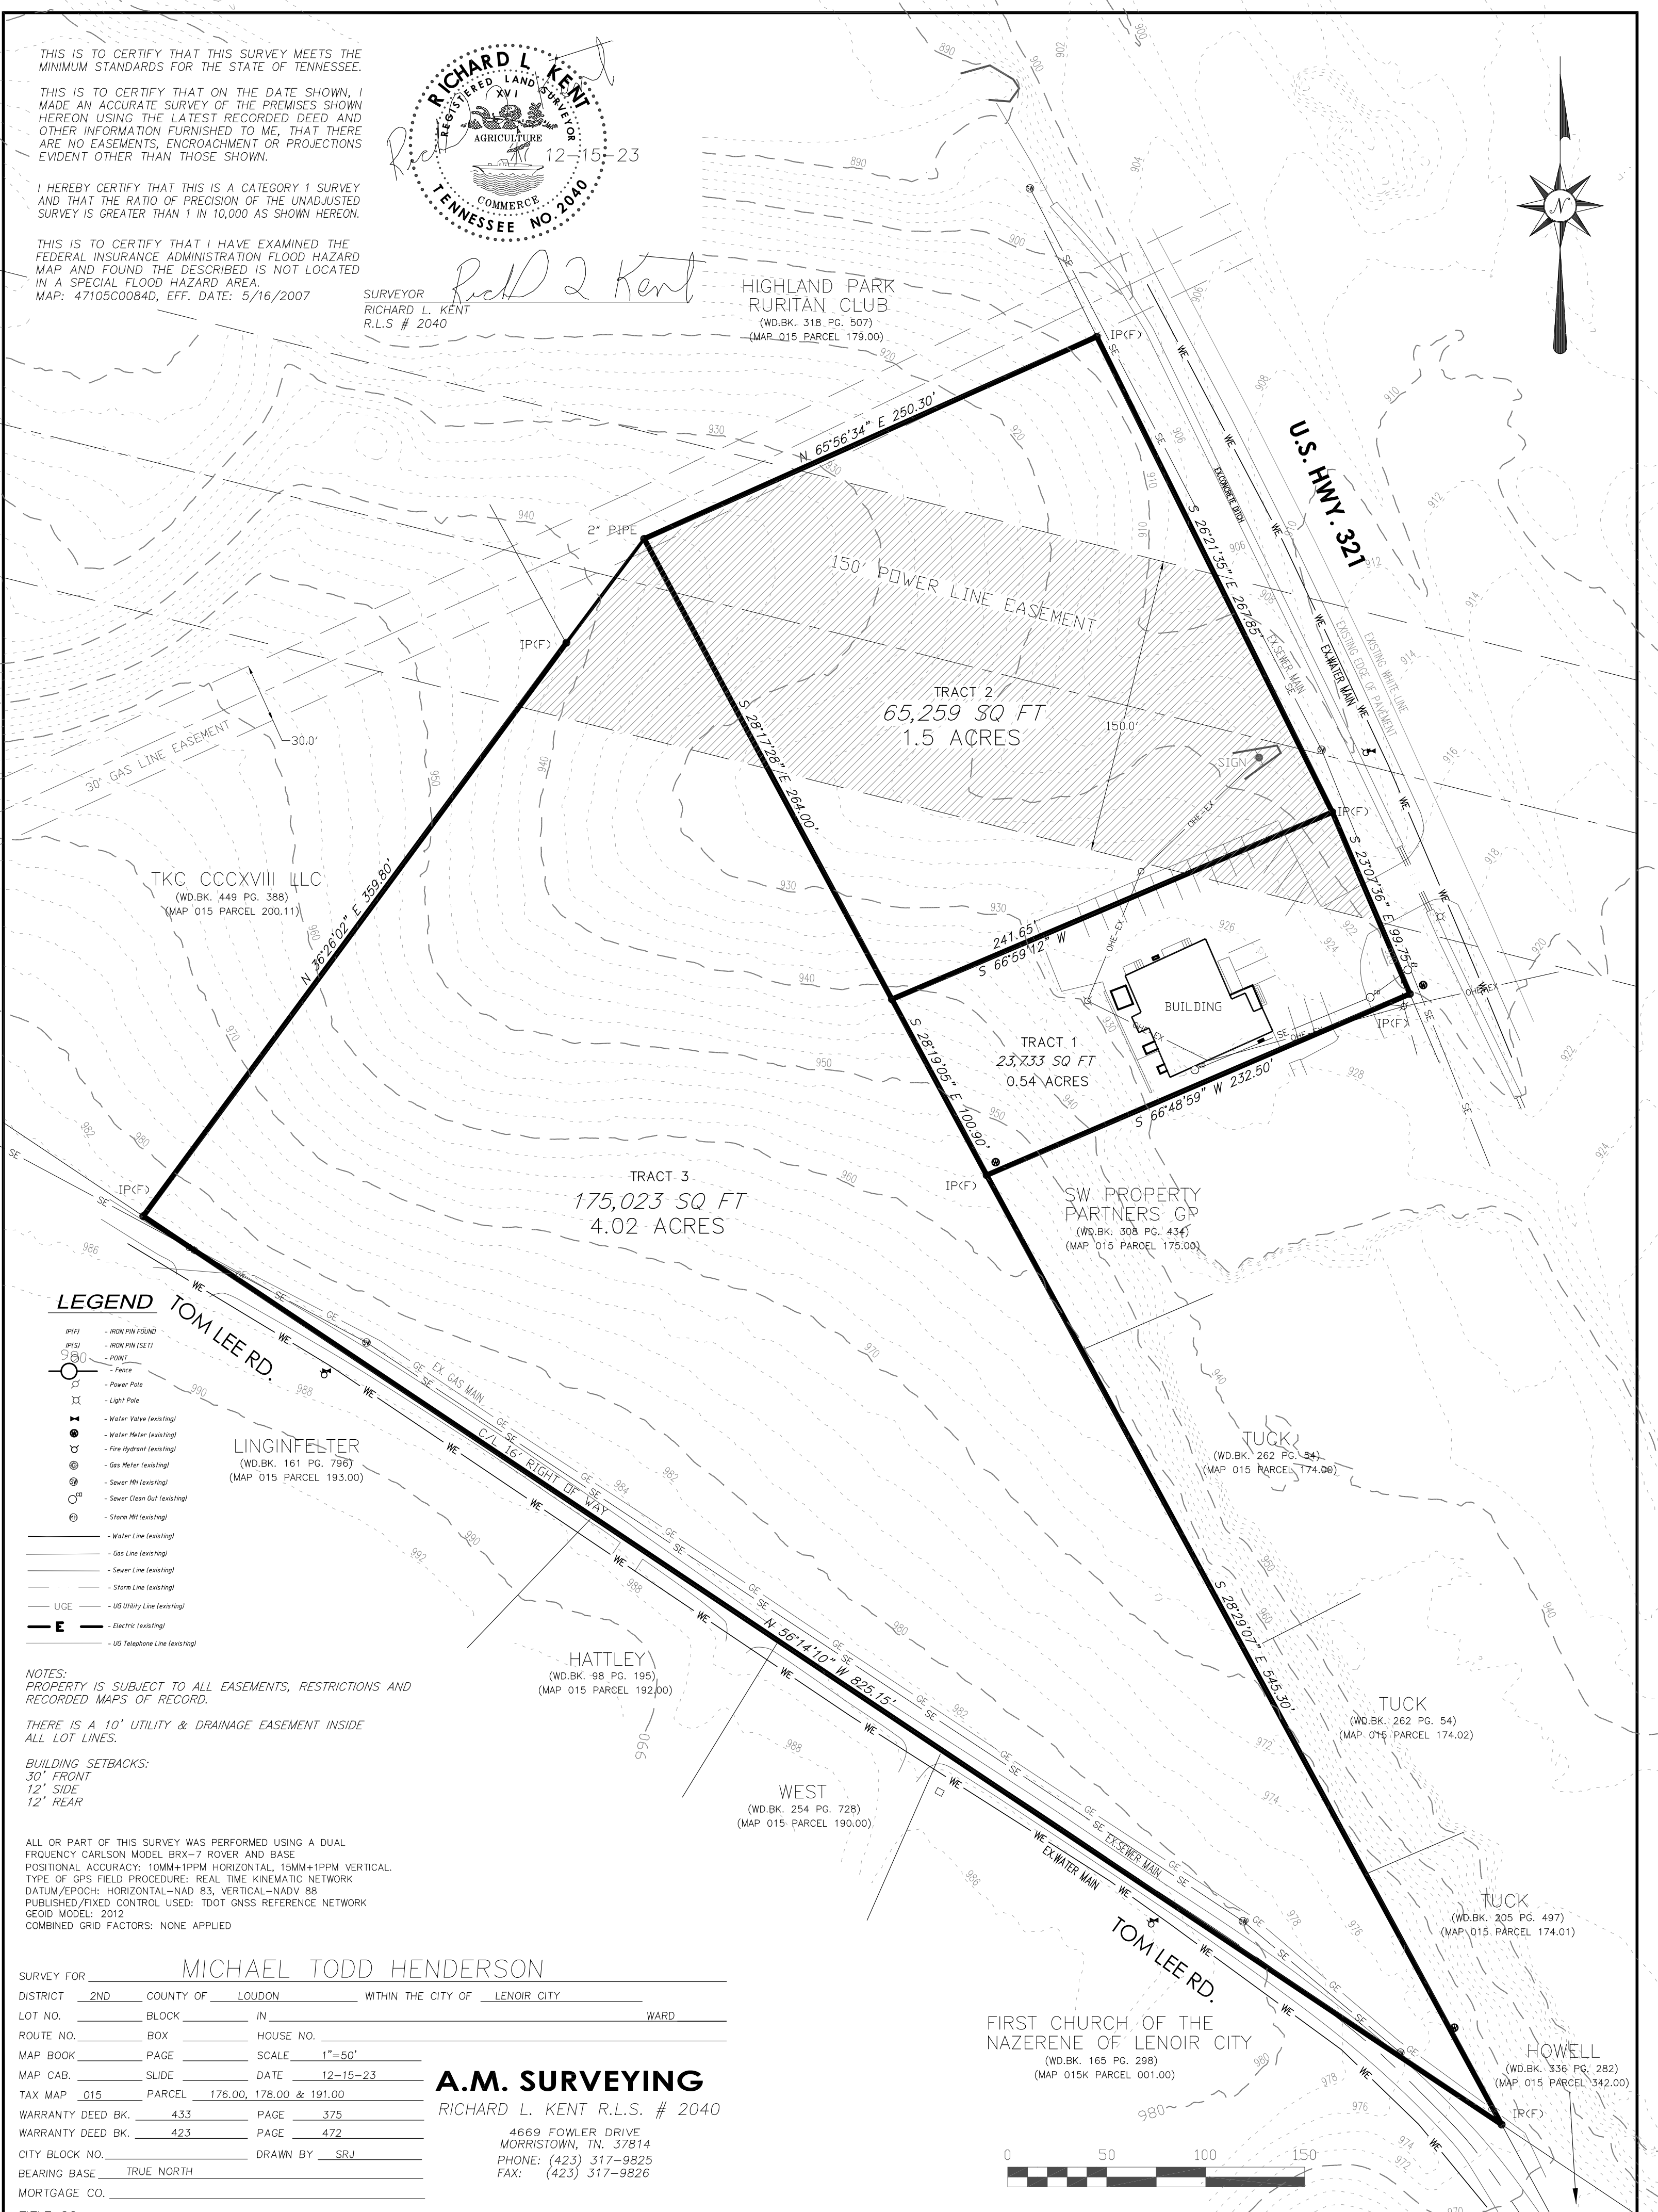 THIS IS TO CERTIFY THAT THIS SURVEY MEETS THE
MINIMUM STANDARDS FOR THE STATE OF TENNESSEE.
THIS IS TO CERTIFY THAT ON THE DATE SHOWN, I
MADE AN ACCURATE SURVEY OF THE PREMISES SHOWN
HEREON USING THE LATEST RECORDED DEED AND
OTHER INFORMATION FURNISHED TO ME, THAT THERE
ARE NO EASEMENTS, ENCROACHMENT OR PROJECTIONS
EVIDENT OTHER THAN THOSE SHOWN.
I HEREBY CERTIFY THAT THIS IS A CATEGORY 1 SURVEY
AND THAT THE RATIO OF PRECISION OF THE UNADJUSTED
SURVEY IS GREATER THAN 1 IN 10,000 AS SHOWN HEREON.
THIS IS TO CERTIFY THAT I HAVE EXAMINED THE
FEDERAL INSURANCE ADMINISTRATION FLOOD HAZARD
MAP AND FOUND THE DESCRIBED IS NOT LOCATED
IN A SPECIAL FLOOD HAZARD AREA.
MAP: 47105C0084D, EFF. DATE: 5/16/2007
RICHARD L. KENT
REGISTERED LAND SURVEYOR
XVI
AGRICULTURE
COMMERCE
TENNESSEE NO. 2040
12-15-23
SURVEYOR
RICHARD L. KENT
R.L.S # 2040
HIGHLAND PARK
RURITAN CLUB
(WD.BK. 318 PG. 507)
(MAP 015 PARCEL 179.00)
N
IP(F)
N 65°56'34" E 250.30'
2" PIPE
IP(F)
150' POWER LINE EASEMENT
S 26°21'35" E 267.85'
U.S. HWY. 321
EX.CONCRETE DITCH
EX.SEWER MAIN
EX.WATER MAIN
EXISTING EDGE OF PAVEMENT
EXISTING WHITE LINE
TRACT 2
65,259 SQ FT
1.5 ACRES
150.0'
SIGN
OHE-EX
IP(F)
S 28°17'28" E 264.00'
30' GAS LINE EASEMENT
30.0'
TKC CCCXVIII LLC
(WD.BK. 449 PG. 388)
(MAP 015 PARCEL 200.11)
N 36°26'02" E 359.80'
241.65'
S 66°59'12" W
S 23°07'36" E 99.75'
BUILDING
TRACT 1
23,733 SQ FT
0.54 ACRES
S 28°19'05" E 100.90'
S 66°48'59" W 232.50'
IP(F)
IP(F)
IP(F)
TRACT 3
175,023 SQ FT
4.02 ACRES
SW PROPERTY
PARTNERS GP
(WD.BK. 308 PG. 434)
(MAP 015 PARCEL 175.00)
LEGEND
IP(F) - IRON PIN FOUND
IP(S) - IRON PIN (SET)
- POINT
- Fence
- Power Pole
- Light Pole
- Water Valve (existing)
- Water Meter (existing)
- Fire Hydrant (existing)
- Gas Meter (existing)
- Sewer MH (existing)
- Sewer Clean Out (existing)
- Storm MH (existing)
- Water Line (existing)
- Gas Line (existing)
- Sewer Line (existing)
- Storm Line (existing)
UGE - UG Utility Line (existing)
E - Electric (existing)
- UG Telephone Line (existing)
TOM LEE RD.
EX. GAS MAIN
C/L 16' RIGHT OF WAY
LINGINFELTER
(WD.BK. 161 PG. 796)
(MAP 015 PARCEL 193.00)
TUCK
(WD.BK. 262 PG. 54)
(MAP 015 PARCEL 174.00)
S 28°29'07" E 545.30'
N 56°14'10" W 825.15'
HATTLEY
(WD.BK. 98 PG. 195)
(MAP 015 PARCEL 192.00)
TUCK
(WD.BK. 262 PG. 54)
(MAP 015 PARCEL 174.02)
WEST
(WD.BK. 254 PG. 728)
(MAP 015 PARCEL 190.00)
EX.SEWER MAIN
EX.WATER MAIN
TUCK
(WD.BK. 205 PG. 497)
(MAP 015 PARCEL 174.01)
TOM LEE RD.
FIRST CHURCH OF THE
NAZERENE OF LENOIR CITY
(WD.BK. 165 PG. 298)
(MAP 015K PARCEL 001.00)
HOWELL
(WD.BK. 336 PG. 282)
(MAP 015 PARCEL 342.00)
IR(F)
NOTES:
PROPERTY IS SUBJECT TO ALL EASEMENTS, RESTRICTIONS AND
RECORDED MAPS OF RECORD.
THERE IS A 10' UTILITY & DRAINAGE EASEMENT INSIDE
ALL LOT LINES.
BUILDING SETBACKS:
30' FRONT
12' SIDE
12' REAR
ALL OR PART OF THIS SURVEY WAS PERFORMED USING A DUAL
FRQUENCY CARLSON MODEL BRX-7 ROVER AND BASE
POSITIONAL ACCURACY: 10MM+1PPM HORIZONTAL, 15MM+1PPM VERTICAL.
TYPE OF GPS FIELD PROCEDURE: REAL TIME KINEMATIC NETWORK
DATUM/EPOCH: HORIZONTAL-NAD 83, VERTICAL-NADV 88
PUBLISHED/FIXED CONTROL USED: TDOT GNSS REFERENCE NETWORK
GEOID MODEL: 2012
COMBINED GRID FACTORS: NONE APPLIED
SURVEY FOR MICHAEL TODD HENDERSON
DISTRICT 2ND COUNTY OF LOUDON WITHIN THE CITY OF LENOIR CITY
LOT NO. BLOCK IN WARD
ROUTE NO. BOX HOUSE NO.
MAP BOOK PAGE SCALE 1"=50'
MAP CAB. SLIDE DATE 12-15-23
TAX MAP 015 PARCEL 176.00, 178.00 & 191.00
WARRANTY DEED BK. 433 PAGE 375
WARRANTY DEED BK. 423 PAGE 472
CITY BLOCK NO. DRAWN BY SRJ
BEARING BASE TRUE NORTH
MORTGAGE CO.
A.M. SURVEYING
RICHARD L. KENT R.L.S. # 2040
4669 FOWLER DRIVE
MORRISTOWN, TN. 37814
PHONE: (423) 317-9825
FAX: (423) 317-9826
0 50 100 150